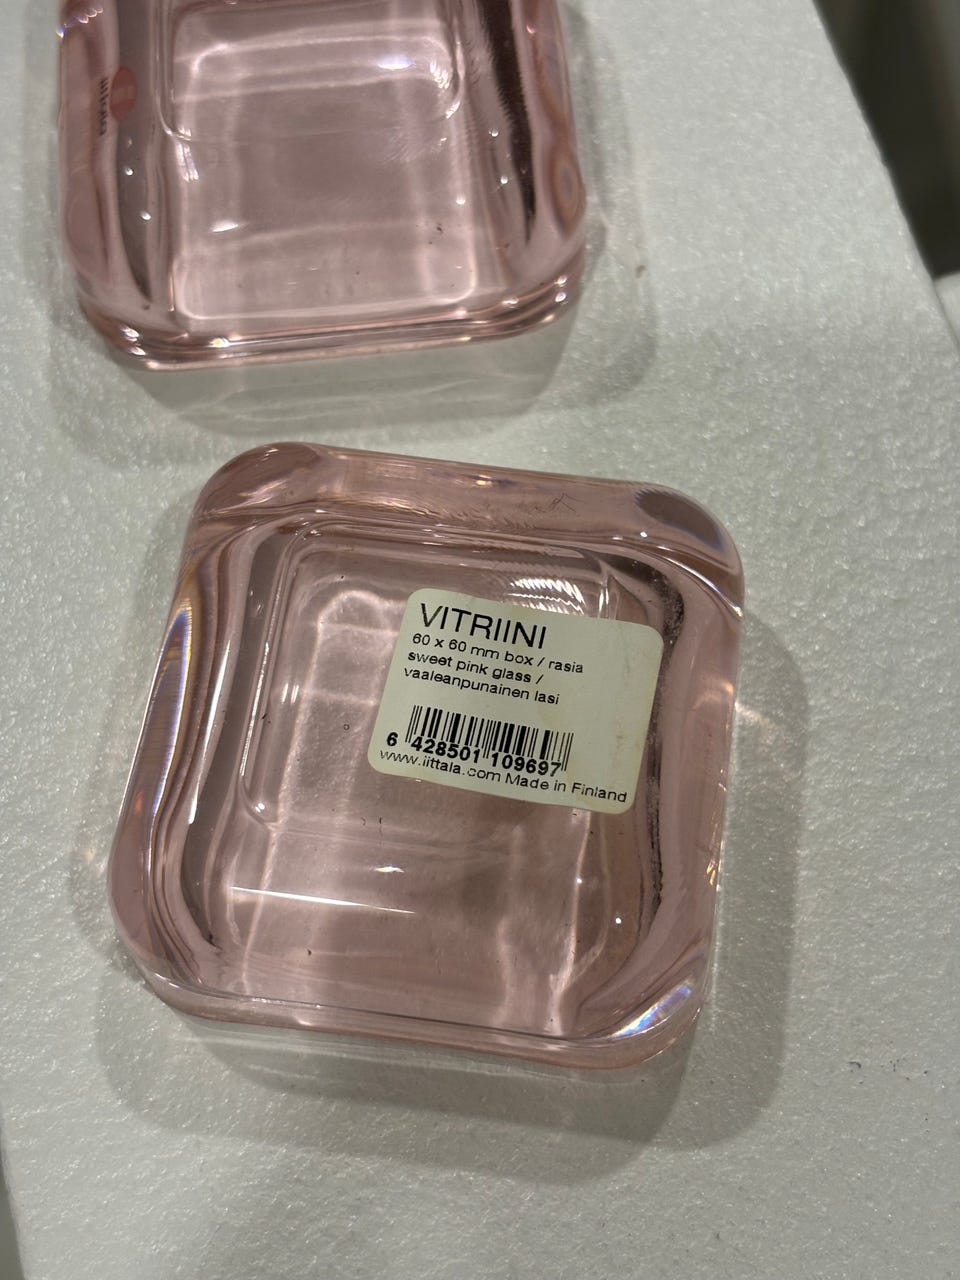 iittala
VITRIINI
60 x 60 mm box / rasia
sweet pink glass /
vaaleanpunainen lasi
6 428501 109697
www.iittala.com Made in Finland